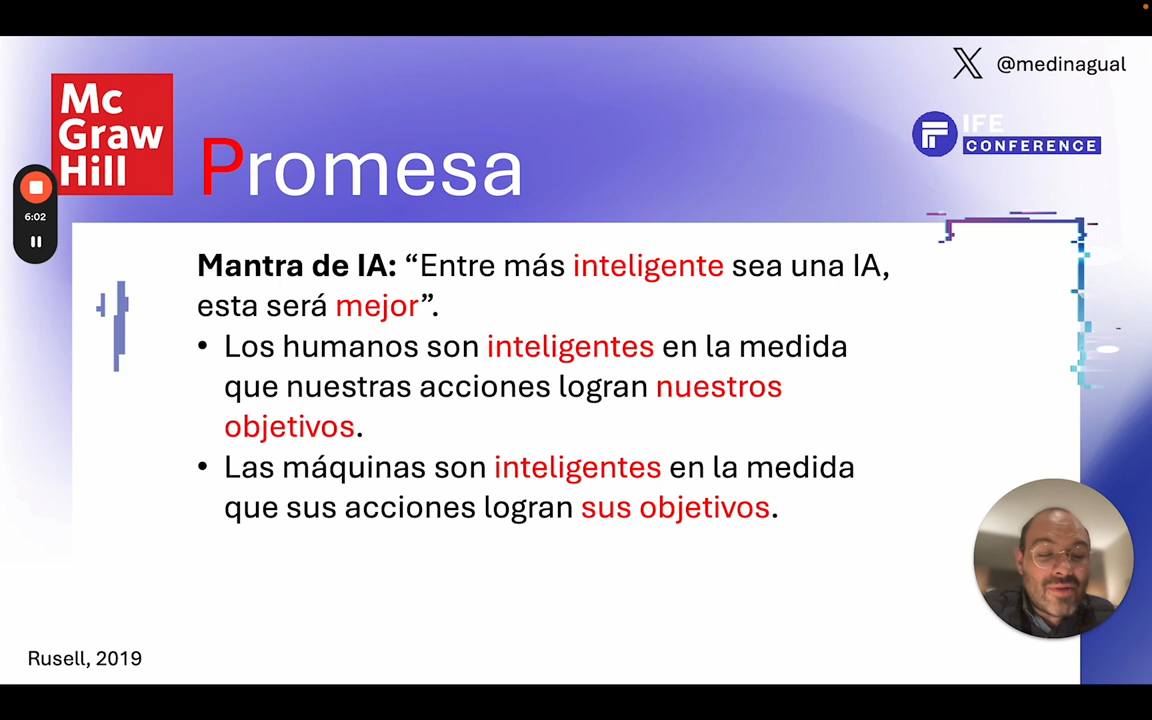 @medinagual
Mc
Graw
Hill
IFE
CONFERENCE
Promesa
6:02
Mantra de IA: “Entre más inteligente sea una IA,
esta será mejor”.
• Los humanos son inteligentes en la medida
que nuestras acciones logran nuestros
objetivos.
• Las máquinas son inteligentes en la medida
que sus acciones logran sus objetivos.
Rusell, 2019